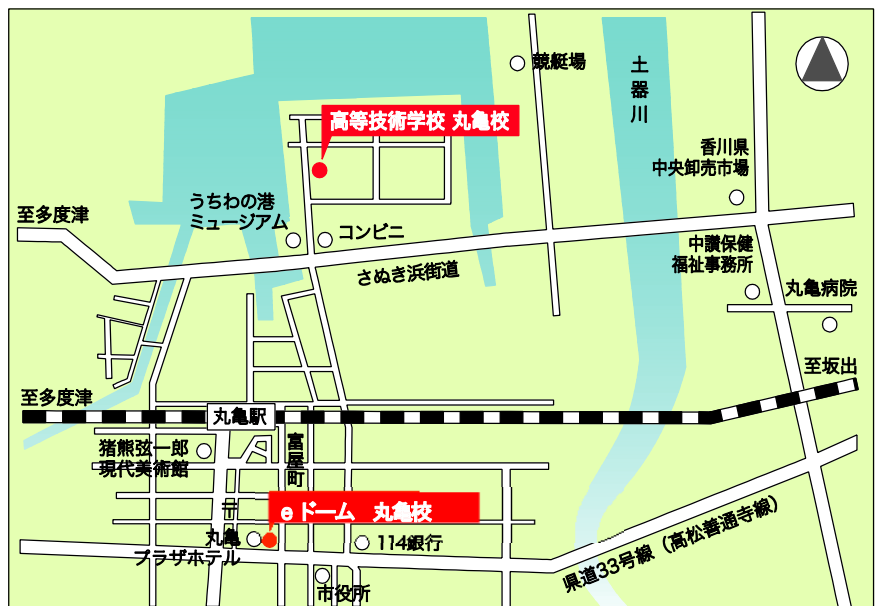 競艇場
土器川
高等技術学校 丸亀校
香川県
中央卸売市場
うちわの港
ミュージアム
至多度津
コンビニ
中讃保健
福祉事務所
さぬき浜街道
丸亀病院
至坂出
至多度津
丸亀駅
猪熊弦一郎
現代美術館
富屋町
〒
eドーム 丸亀校
丸亀
プラザホテル
114銀行
県道33号線（高松善通寺線）
市役所